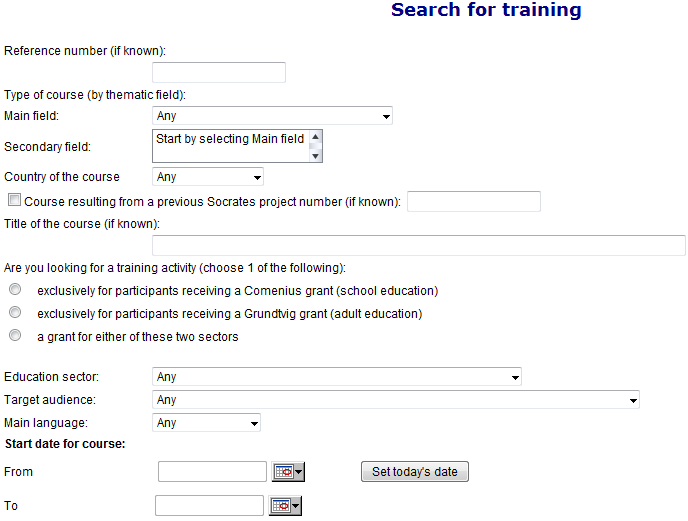 Search for training
Reference number (if known):
Type of course (by thematic field):
Main field: Any
Secondary field: Start by selecting Main field
Country of the course Any
Course resulting from a previous Socrates project number (if known):
Title of the course (if known):
Are you looking for a training activity (choose 1 of the following):
exclusively for participants receiving a Comenius grant (school education)
exclusively for participants receiving a Grundtvig grant (adult education)
a grant for either of these two sectors
Education sector: Any
Target audience: Any
Main language: Any
Start date for course:
From Set today's date
To